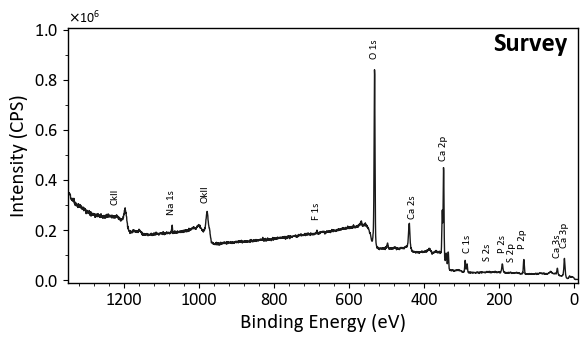 ×10⁶
Survey
Intensity (CPS)
1.0
0.8
0.6
0.4
0.2
0.0
Okll
Na 1s
Okll
F 1s
O 1s
Ca 2s
Ca 2p
C 1s
S 2s
P 2s
S 2p
P 2p
Ca 3s
Ca 3p
1200
1000
800
600
400
200
0
Binding Energy (eV)